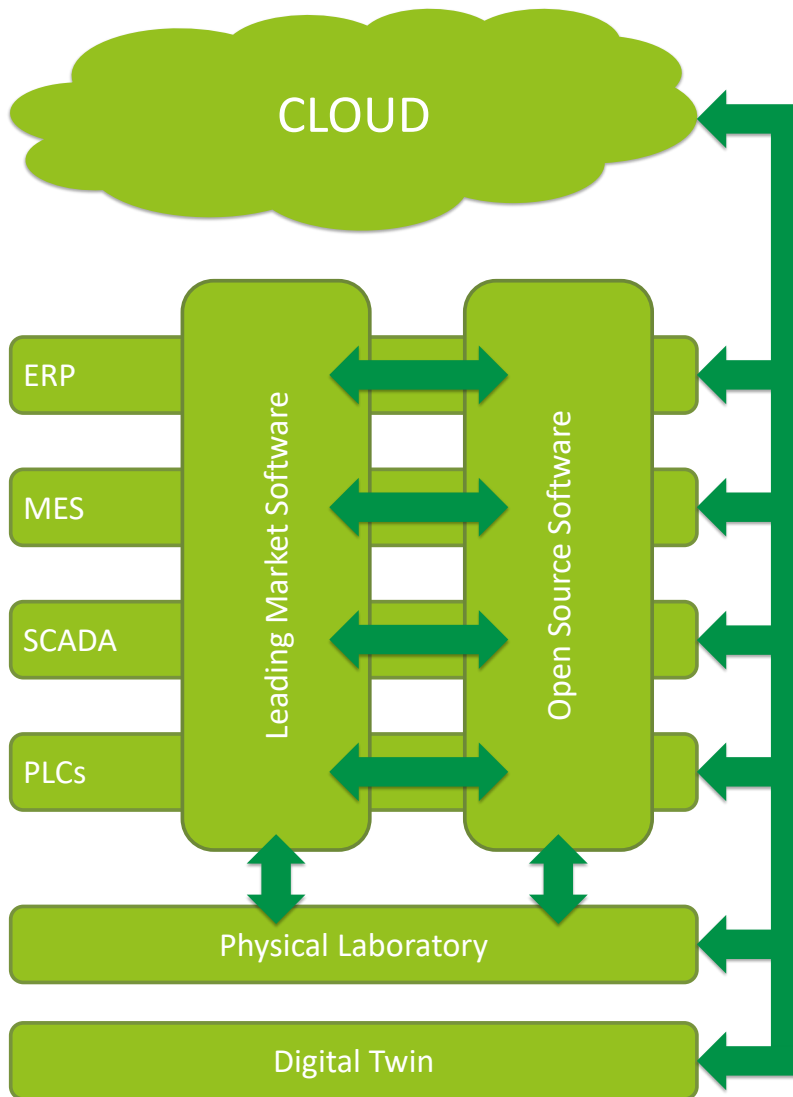 CLOUD
ERP
MES
SCADA
PLCs
Leading Market Software
Open Source Software
Physical Laboratory
Digital Twin